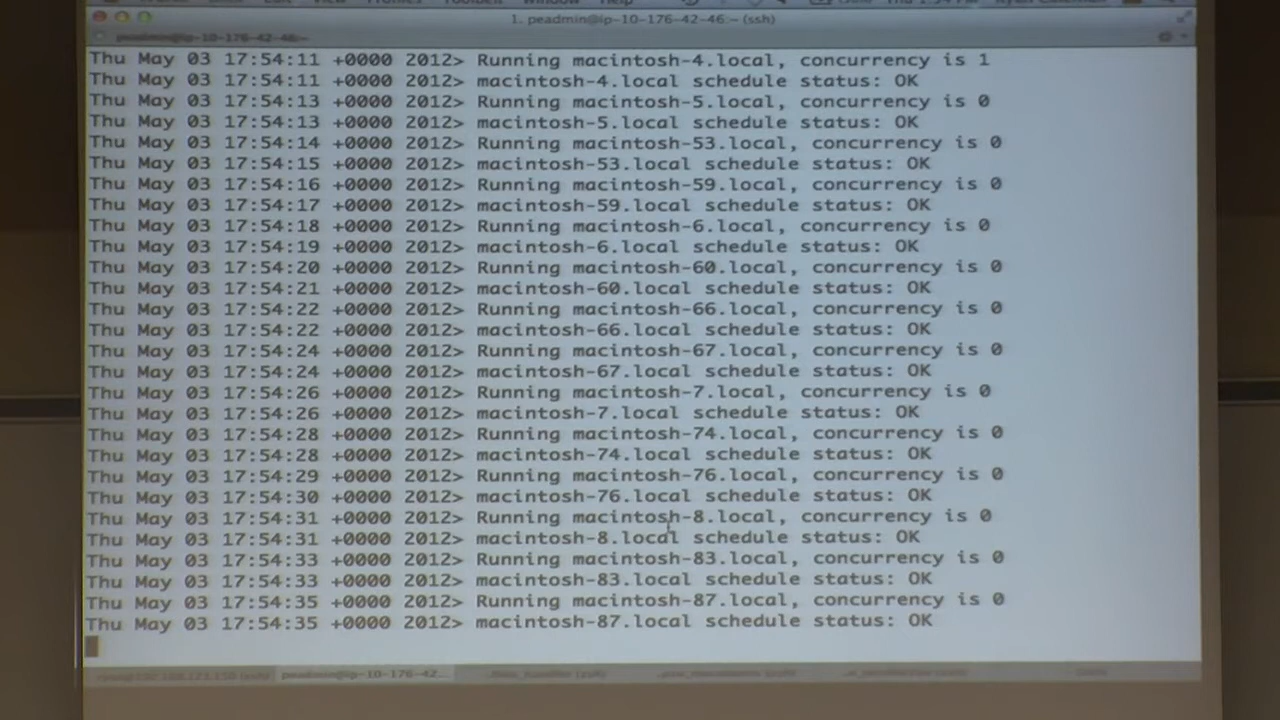 1. peadmin@ip-10-176-42-46:~ (ssh)
peadmin@ip-10-176-42-46:~
Thu May 03 17:54:11 +0000 2012> Running macintosh-4.local, concurrency is 1
Thu May 03 17:54:11 +0000 2012> macintosh-4.local schedule status: OK
Thu May 03 17:54:13 +0000 2012> Running macintosh-5.local, concurrency is 0
Thu May 03 17:54:13 +0000 2012> macintosh-5.local schedule status: OK
Thu May 03 17:54:14 +0000 2012> Running macintosh-53.local, concurrency is 0
Thu May 03 17:54:15 +0000 2012> macintosh-53.local schedule status: OK
Thu May 03 17:54:16 +0000 2012> Running macintosh-59.local, concurrency is 0
Thu May 03 17:54:17 +0000 2012> macintosh-59.local schedule status: OK
Thu May 03 17:54:18 +0000 2012> Running macintosh-6.local, concurrency is 0
Thu May 03 17:54:19 +0000 2012> macintosh-6.local schedule status: OK
Thu May 03 17:54:20 +0000 2012> Running macintosh-60.local, concurrency is 0
Thu May 03 17:54:21 +0000 2012> macintosh-60.local schedule status: OK
Thu May 03 17:54:22 +0000 2012> Running macintosh-66.local, concurrency is 0
Thu May 03 17:54:22 +0000 2012> macintosh-66.local schedule status: OK
Thu May 03 17:54:24 +0000 2012> Running macintosh-67.local, concurrency is 0
Thu May 03 17:54:24 +0000 2012> macintosh-67.local schedule status: OK
Thu May 03 17:54:26 +0000 2012> Running macintosh-7.local, concurrency is 0
Thu May 03 17:54:26 +0000 2012> macintosh-7.local schedule status: OK
Thu May 03 17:54:28 +0000 2012> Running macintosh-74.local, concurrency is 0
Thu May 03 17:54:28 +0000 2012> macintosh-74.local schedule status: OK
Thu May 03 17:54:29 +0000 2012> Running macintosh-76.local, concurrency is 0
Thu May 03 17:54:30 +0000 2012> macintosh-76.local schedule status: OK
Thu May 03 17:54:31 +0000 2012> Running macintosh-8.local, concurrency is 0
Thu May 03 17:54:31 +0000 2012> macintosh-8.local schedule status: OK
Thu May 03 17:54:33 +0000 2012> Running macintosh-83.local, concurrency is 0
Thu May 03 17:54:33 +0000 2012> macintosh-83.local schedule status: OK
Thu May 03 17:54:35 +0000 2012> Running macintosh-87.local, concurrency is 0
Thu May 03 17:54:35 +0000 2012> macintosh-87.local schedule status: OK
peadmin@ip-10-176-42...